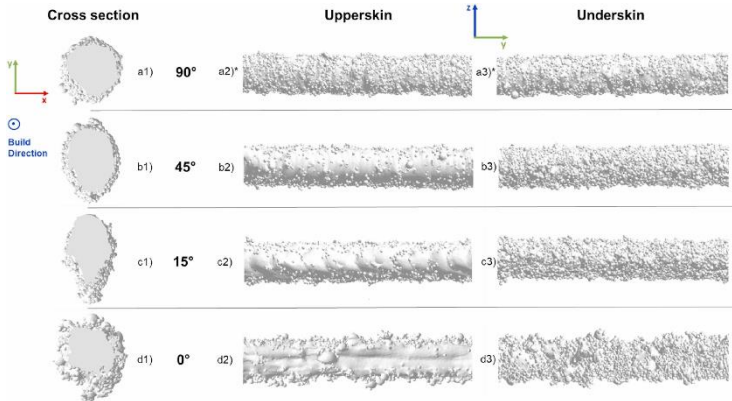 Cross section
Upperskin
z
y
Underskin
y
x
a1)
90°
a2)*
a3)*
Build
Direction
b1)
45°
b2)
b3)
c1)
15°
c2)
c3)
d1)
0°
d2)
d3)